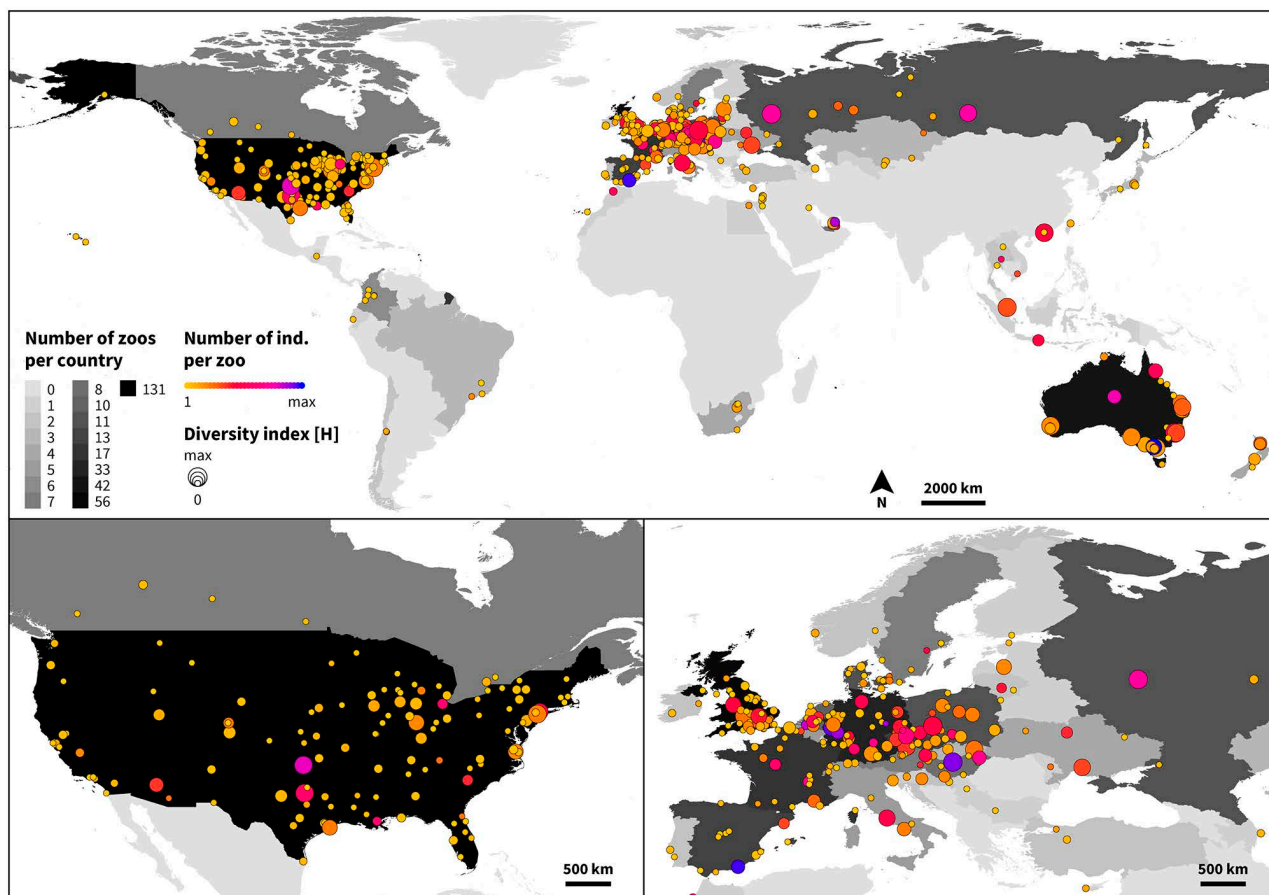 Number of zoos
per country
0 8 131
1 10
2 11
3 13
4 17
5 33
6 42
7 56
Number of ind.
per zoo
1 max
Diversity index [H]
max
0
N
2000 km
500 km
500 km